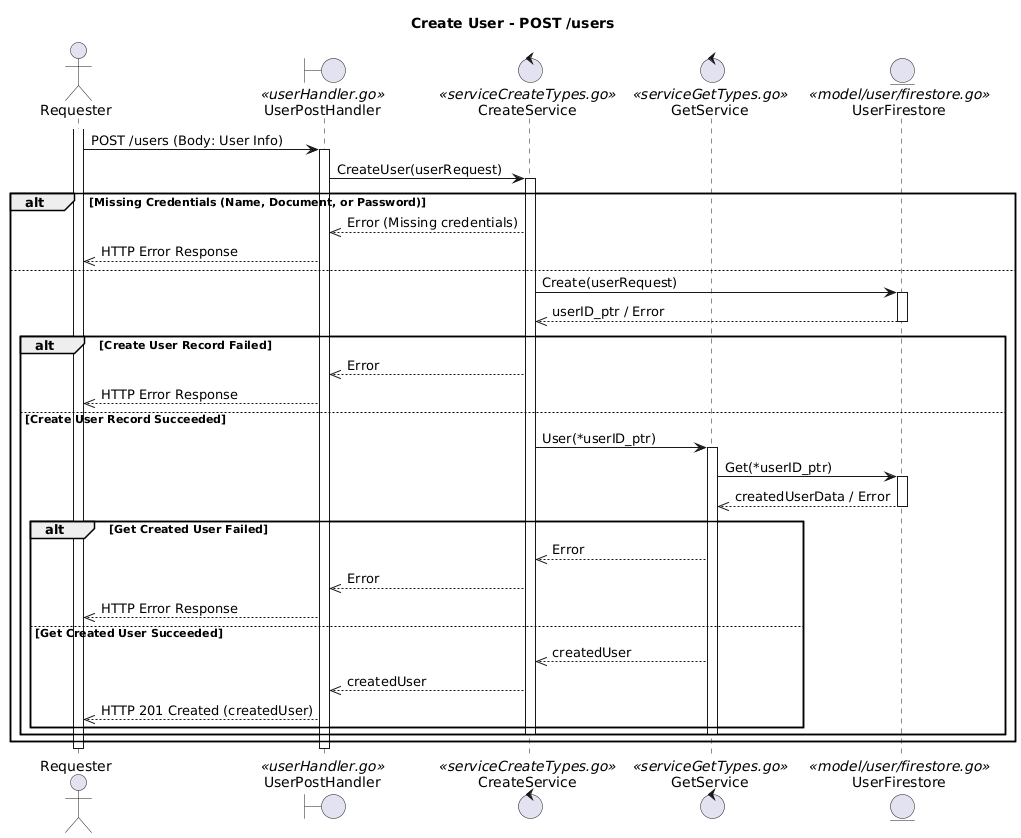 Create User - POST /users
«userHandler.go»
«serviceCreateTypes.go»
«serviceGetTypes.go»
«model/user/firestore.go»
Requester
UserPostHandler
CreateService
GetService
UserFirestore
POST /users (Body: User Info)
CreateUser(userRequest)
alt
[Missing Credentials (Name, Document, or Password)]
Error (Missing credentials)
HTTP Error Response
Create(userRequest)
userID_ptr / Error
alt
[Create User Record Failed]
Error
HTTP Error Response
[Create User Record Succeeded]
User(*userID_ptr)
Get(*userID_ptr)
createdUserData / Error
alt
[Get Created User Failed]
Error
Error
HTTP Error Response
[Get Created User Succeeded]
createdUser
createdUser
HTTP 201 Created (createdUser)
Requester
«userHandler.go»
«serviceCreateTypes.go»
«serviceGetTypes.go»
«model/user/firestore.go»
UserPostHandler
CreateService
GetService
UserFirestore